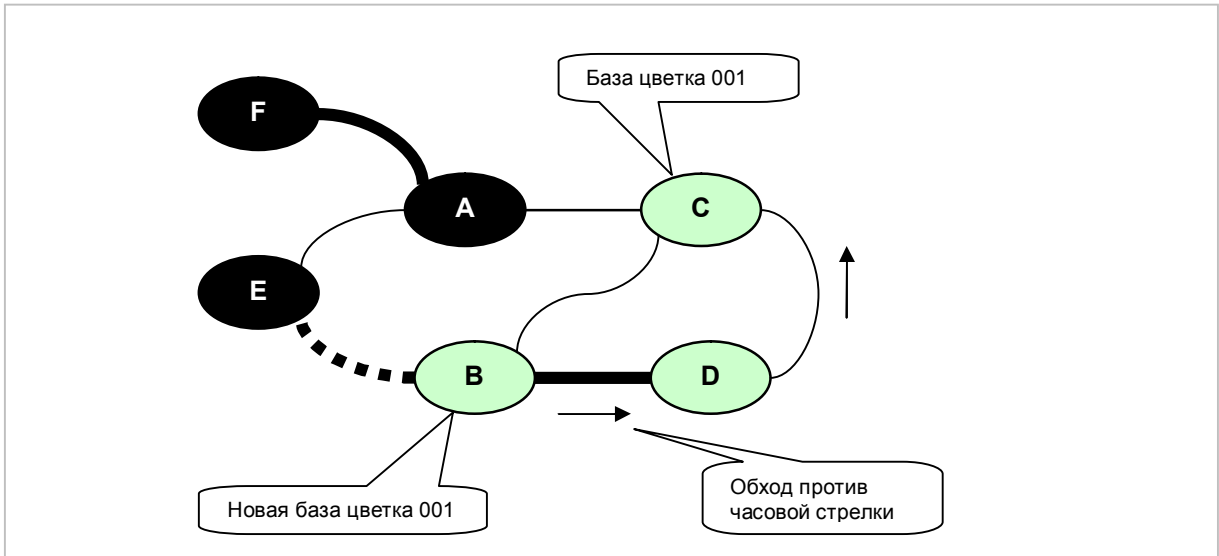 База цветка 001
F
A
C
E
B
D
Новая база цветка 001
Обход против
часовой стрелки